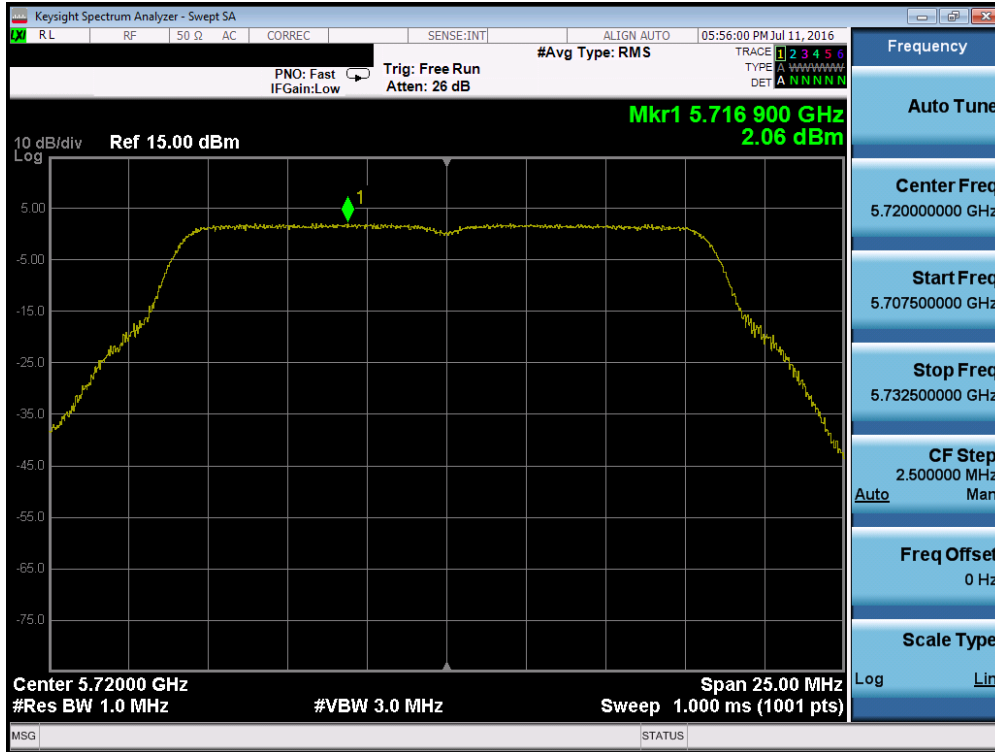 Keysight Spectrum Analyzer - Swept SA
LXI RL RF 50 Ω AC CORREC SENSE:INT ALIGN AUTO 05:56:00 PM Jul 11, 2016
PNO: Fast
IFGain:Low
Trig: Free Run
Atten: 26 dB
#Avg Type: RMS
TRACE 1 2 3 4 5 6
TYPE A WWWWW
DET A N N N N N
Mkr1 5.716 900 GHz
2.06 dBm
10 dB/div Ref 15.00 dBm
Log
1
5.00
-5.00
-15.0
-25.0
-35.0
-45.0
-55.0
-65.0
-75.0
Center 5.72000 GHz Span 25.00 MHz
#Res BW 1.0 MHz #VBW 3.0 MHz Sweep 1.000 ms (1001 pts)
MSG STATUS
Frequency
Auto Tune
Center Freq
5.720000000 GHz
Start Freq
5.707500000 GHz
Stop Freq
5.732500000 GHz
CF Step
2.500000 MHz
Auto Man
Freq Offset
0 Hz
Scale Type
Log Lin